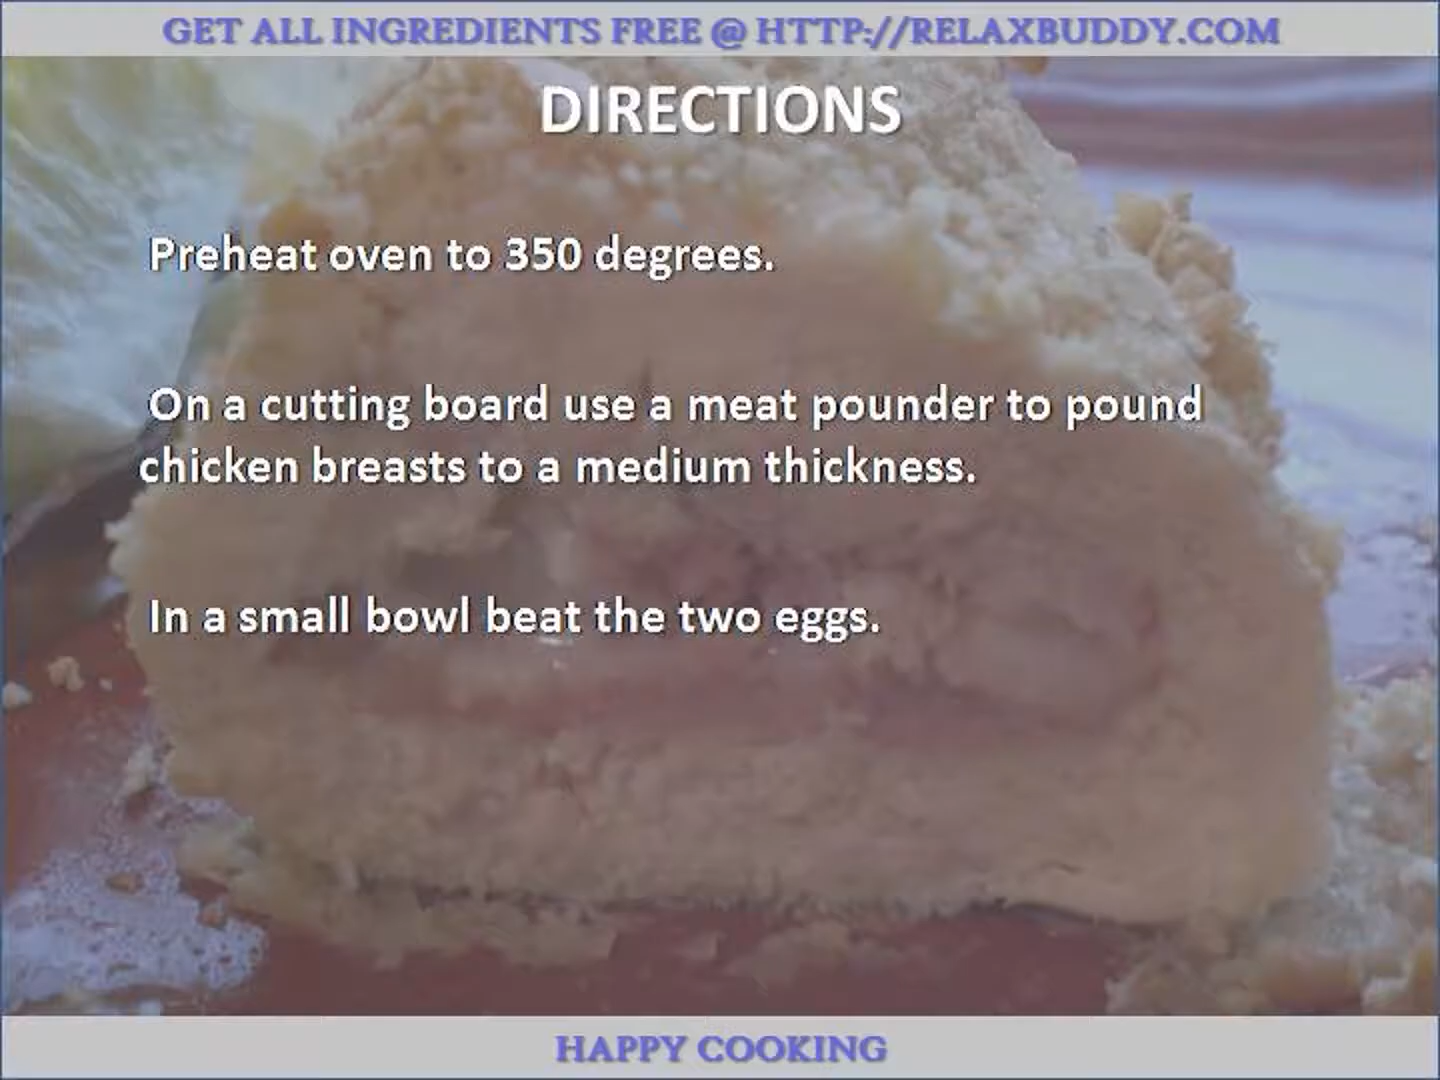 GET ALL INGREDIENTS FREE @ HTTP://RELAXBUDDY.COM
DIRECTIONS
Preheat oven to 350 degrees.
On a cutting board use a meat pounder to pound
chicken breasts to a medium thickness.
In a small bowl beat the two eggs.
HAPPY COOKING